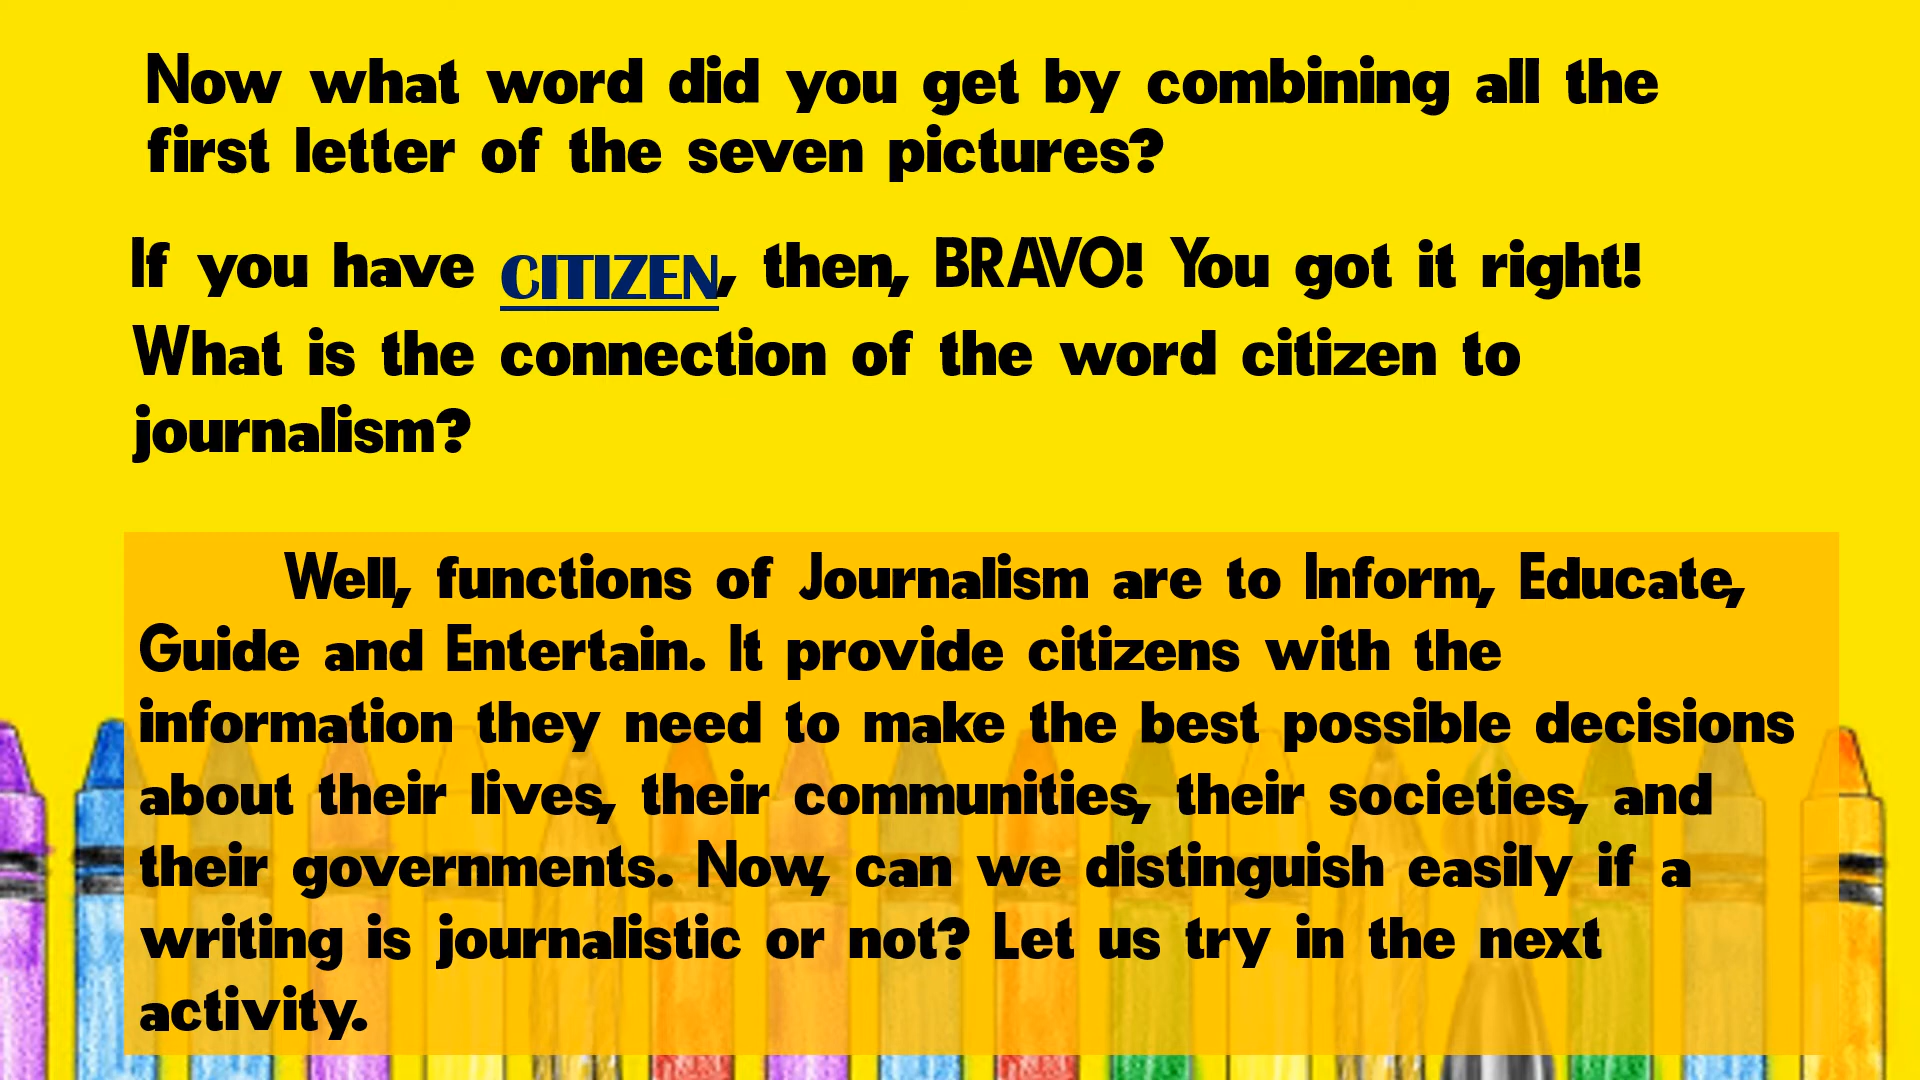 Now what word did you get by combining all the
first letter of the seven pictures?
If you have CITIZEN, then, BRAVO! You got it right!
What is the connection of the word citizen to
journalism?
Well, functions of Journalism are to Inform, Educate,
Guide and Entertain. It provide citizens with the
information they need to make the best possible decisions
about their lives, their communities, their societies, and
their governments. Now, can we distinguish easily if a
writing is journalistic or not? Let us try in the next
activity.